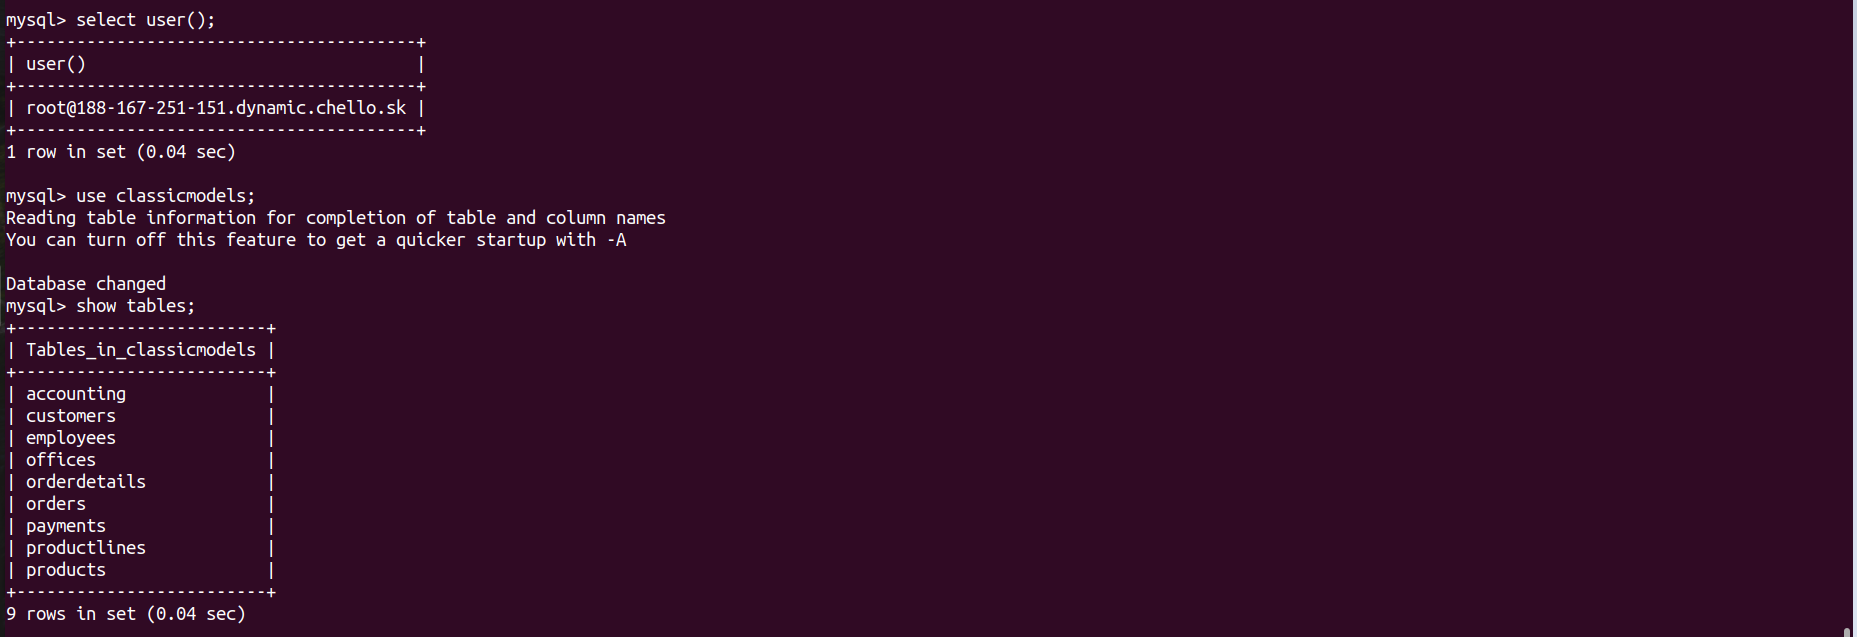 mysql> select user();
+----------------------------------------+
| user()                                 |
+----------------------------------------+
| root@188-167-251-151.dynamic.chello.sk |
+----------------------------------------+
1 row in set (0.04 sec)

mysql> use classicmodels;
Reading table information for completion of table and column names
You can turn off this feature to get a quicker startup with -A

Database changed
mysql> show tables;
+-------------------------+
| Tables_in_classicmodels |
+-------------------------+
| accounting              |
| customers               |
| employees               |
| offices                 |
| orderdetails            |
| orders                  |
| payments                |
| productlines            |
| products                |
+-------------------------+
9 rows in set (0.04 sec)